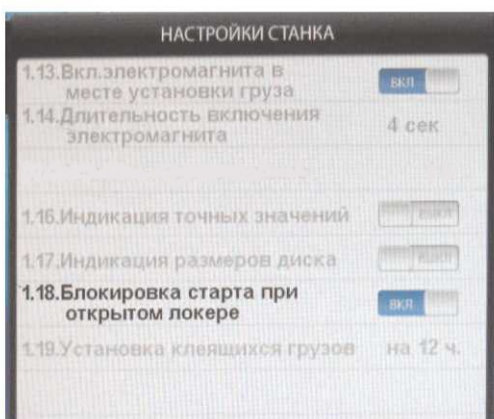 НАСТРОЙКИ СТАНКА
1.13.Вкл.электромагнита в
месте установки груза
ВКЛ
1.14.Длительность включения
электромагнита
4 сек
1.16.Индикация точных значений
ВЫКЛ
1.17.Индикация размеров диска
ВЫКЛ
1.18.Блокировка старта при
открытом локере
ВКЛ
1.19.Установка клеящихся грузов
на 12 ч.